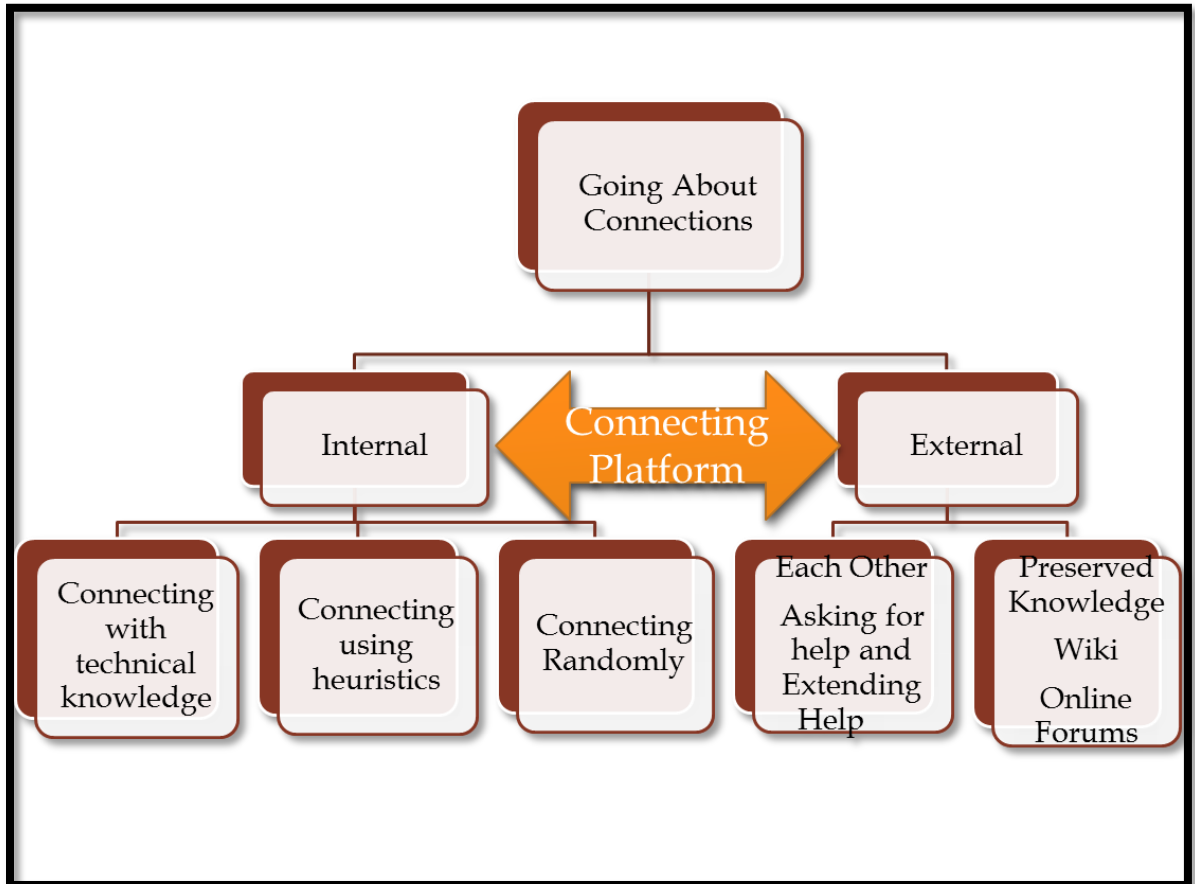 Going About
Connections
Internal
Connecting
Platform
External
Connecting
with
technical
knowledge
Connecting
using
heuristics
Connecting
Randomly
Each Other
Asking for
help and
Extending
Help
Preserved
Knowledge
Wiki
Online
Forums